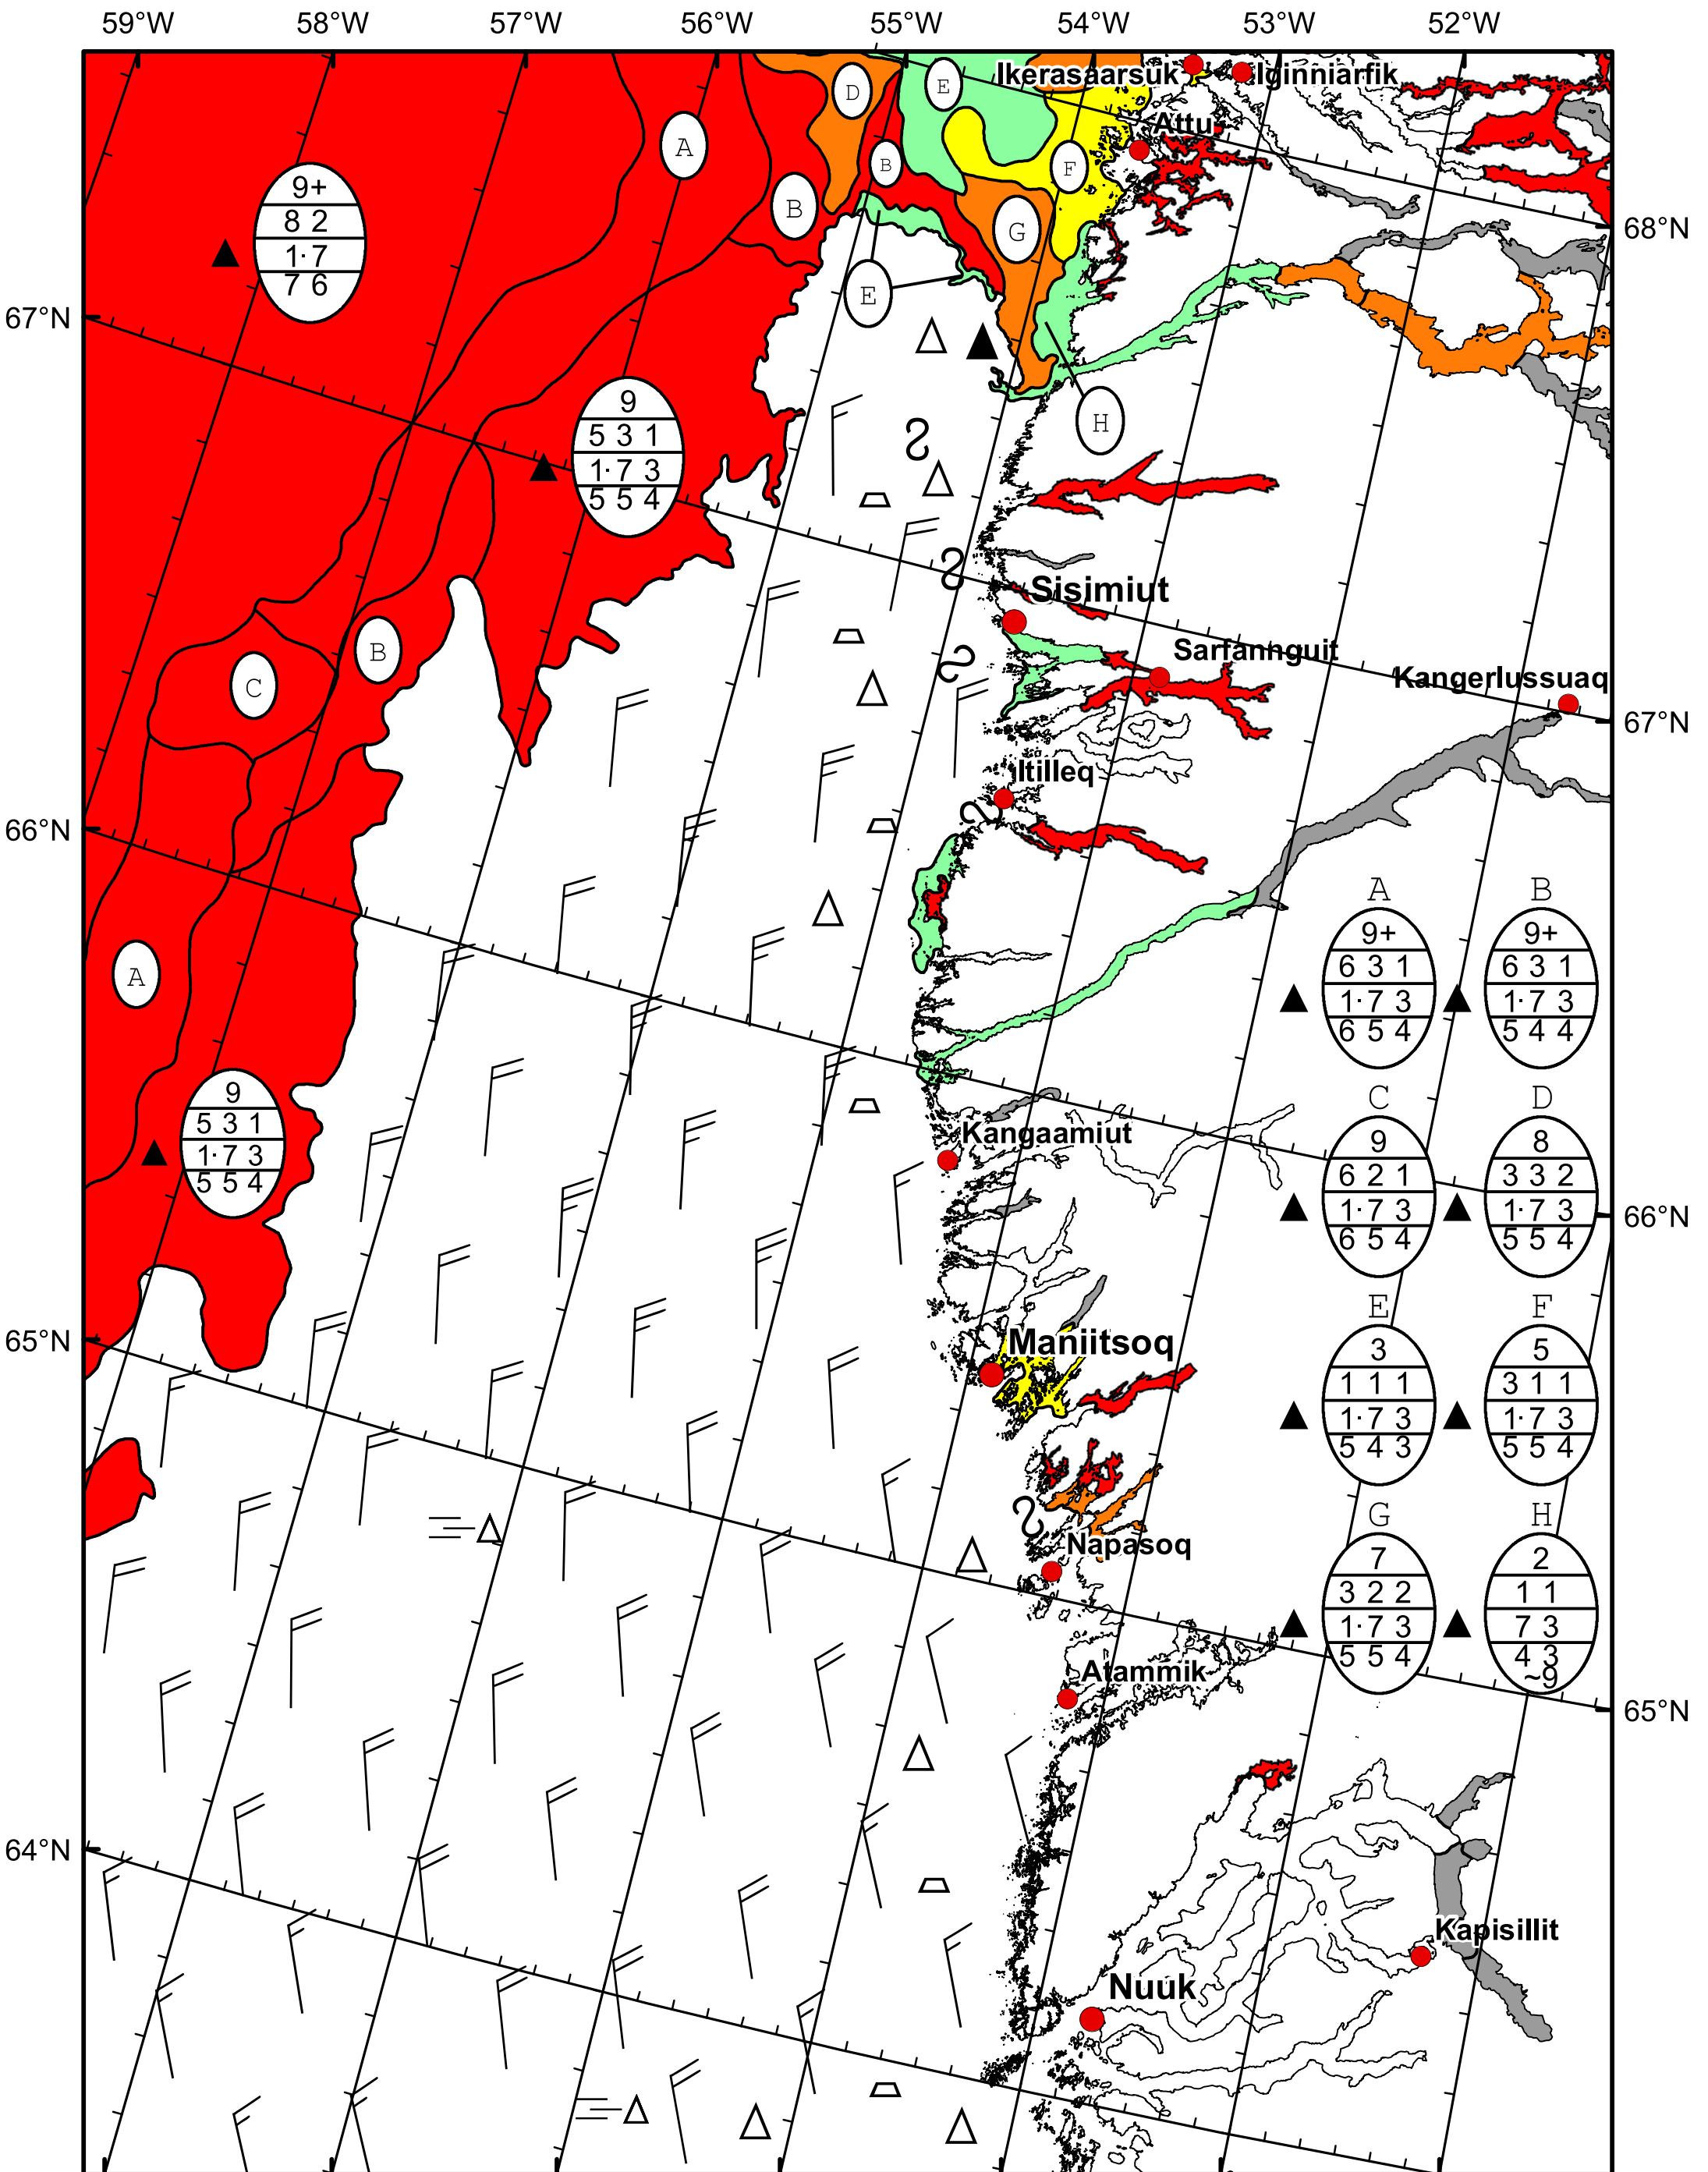 59°W 58°W 57°W 56°W 55°W 54°W 53°W 52°W
Ikerasaarsuk
Iginniarfik
D
E
Attu
A
B
F
9+
8 2
1·7
7 6
B
G
68°N
E
67°N
9
5 3 1
1·7 3
5 5 4
H
Sisimiut
B
Sarfannguit
C
Kangerlussuaq
67°N
Itilleq
66°N
A
A
9+
6 3 1
1·7 3
6 5 4
B
9+
6 3 1
1·7 3
5 4 4
9
5 3 1
1·7 3
5 5 4
Kangaamiut
C
9
6 2 1
1·7 3
6 5 4
D
8
3 3 2
1·7 3
5 5 4
66°N
65°N
Maniitsoq
E
3
1 1 1
1·7 3
5 4 3
F
5
3 1 1
1·7 3
5 5 4
Napasoq
G
7
3 2 2
1·7 3
5 5 4
H
2
1 1
7 3
4 3
~9
Atammik
65°N
64°N
Kapisillit
Nuuk